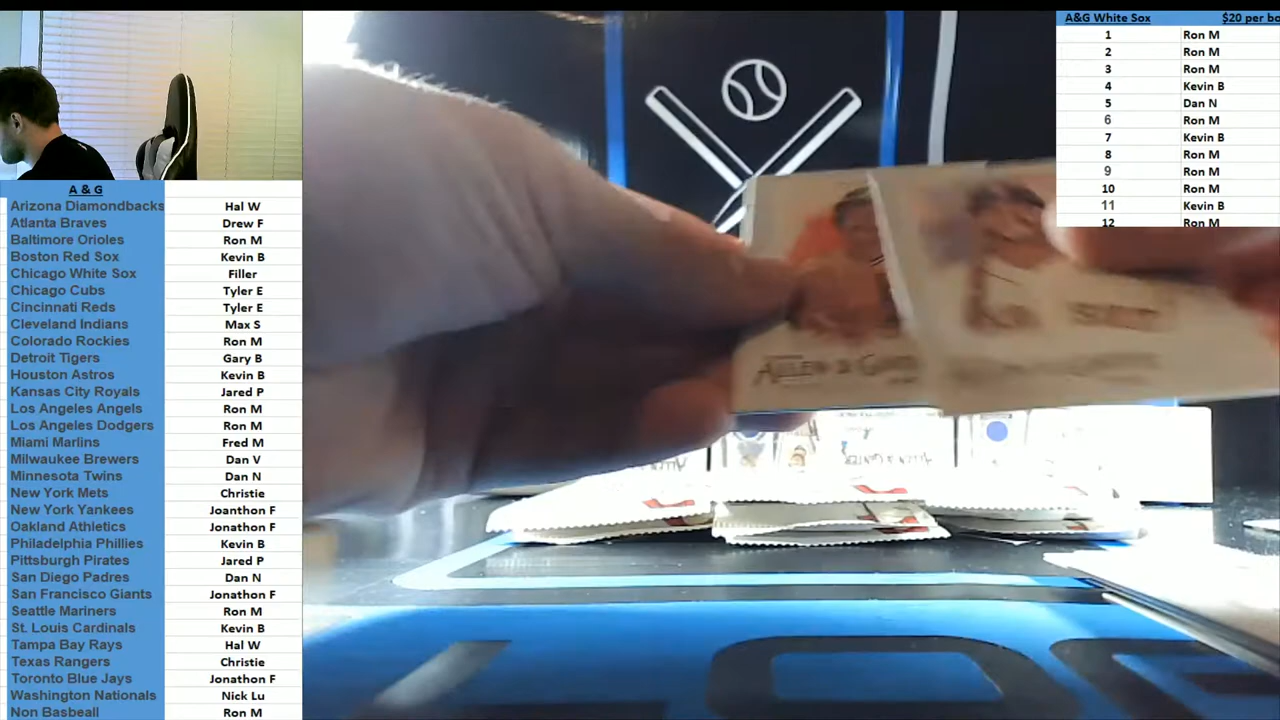 A & G
Arizona Diamondbacks Hal W
Atlanta Braves Drew F
Baltimore Orioles Ron M
Boston Red Sox Kevin B
Chicago White Sox Filler
Chicago Cubs Tyler E
Cincinnati Reds Tyler E
Cleveland Indians Max S
Colorado Rockies Ron M
Detroit Tigers Gary B
Houston Astros Kevin B
Kansas City Royals Jared P
Los Angeles Angels Ron M
Los Angeles Dodgers Ron M
Miami Marlins Fred M
Milwaukee Brewers Dan V
Minnesota Twins Dan N
New York Mets Christie
New York Yankees Joanthon F
Oakland Athletics Jonathon F
Philadelphia Phillies Kevin B
Pittsburgh Pirates Jared P
San Diego Padres Dan N
San Francisco Giants Jonathon F
Seattle Mariners Ron M
St. Louis Cardinals Kevin B
Tampa Bay Rays Hal W
Texas Rangers Christie
Toronto Blue Jays Jonathon F
Washington Nationals Nick Lu
Non Basbeall Ron M
A&G White Sox $20 per bo
1 Ron M
2 Ron M
3 Ron M
4 Kevin B
5 Dan N
6 Ron M
7 Kevin B
8 Ron M
9 Ron M
10 Ron M
11 Kevin B
12 Ron M
ALLEN & GINTER